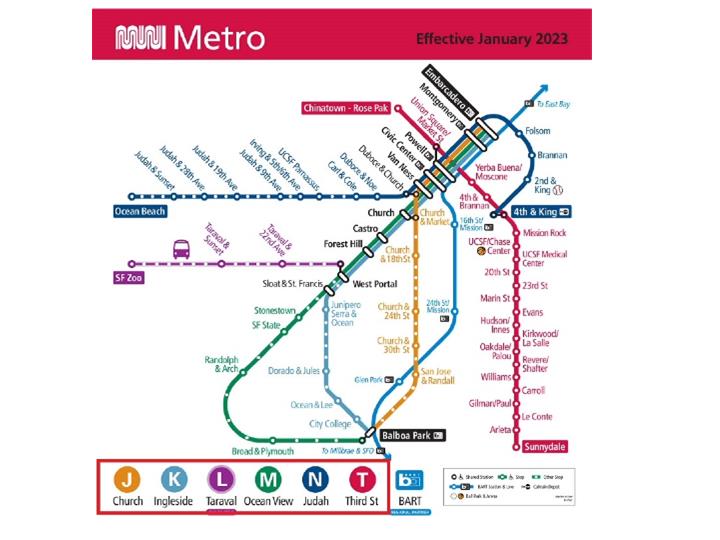 MUNI Metro
Effective January 2023
Embarcadero
Montgomery
Union Square/
Market St
Powell
Civic Center
Van Ness
Chinatown - Rose Pak
To East Bay
Folsom
Brannan
2nd &
King
4th & King
Yerba Buena/
Moscone
4th &
Brannan
Judah & Sunset
Judah & 28th Ave.
Judah & 19th Ave.
Judah & 9th Ave.
Irving & 5th/6th Ave.
UCSF Parnassus
Carl & Cole
Duboce & Noe
Duboce & Church
Ocean Beach
Taraval &
Sunset
Taraval &
22nd Ave
SF Zoo
Church
Castro
Forest Hill
West Portal
Sloat & St. Francis
Church
& Market
16th St/
Mission
Church
& 18th St
Church &
24th St
24th St/
Mission
Church &
30th St
San Jose
& Randall
Glen Park
Stonestown
SF State
Randolph
& Arch
Broad & Plymouth
Junipero
Serra &
Ocean
Dorado & Jules
Ocean & Lee
City College
Balboa Park
To Millbrae & SFO
Mission Rock
UCSF/Chase
Center
UCSF Medical
Center
20th St
23rd St
Marin St
Evans
Hudson/
Innes
Kirkwood/
La Salle
Oakdale/
Palou
Revere/
Shafter
Williams
Carroll
Gilman/Paul
Le Conte
Arleta
Sunnydale
J
Church
K
Ingleside
L
Taraval
M
Ocean View
N
Judah
T
Third St
BART
Shared Station
Stop
Other Stop
BART Station & Line
Caltrain Depot
Ball Park & Arena